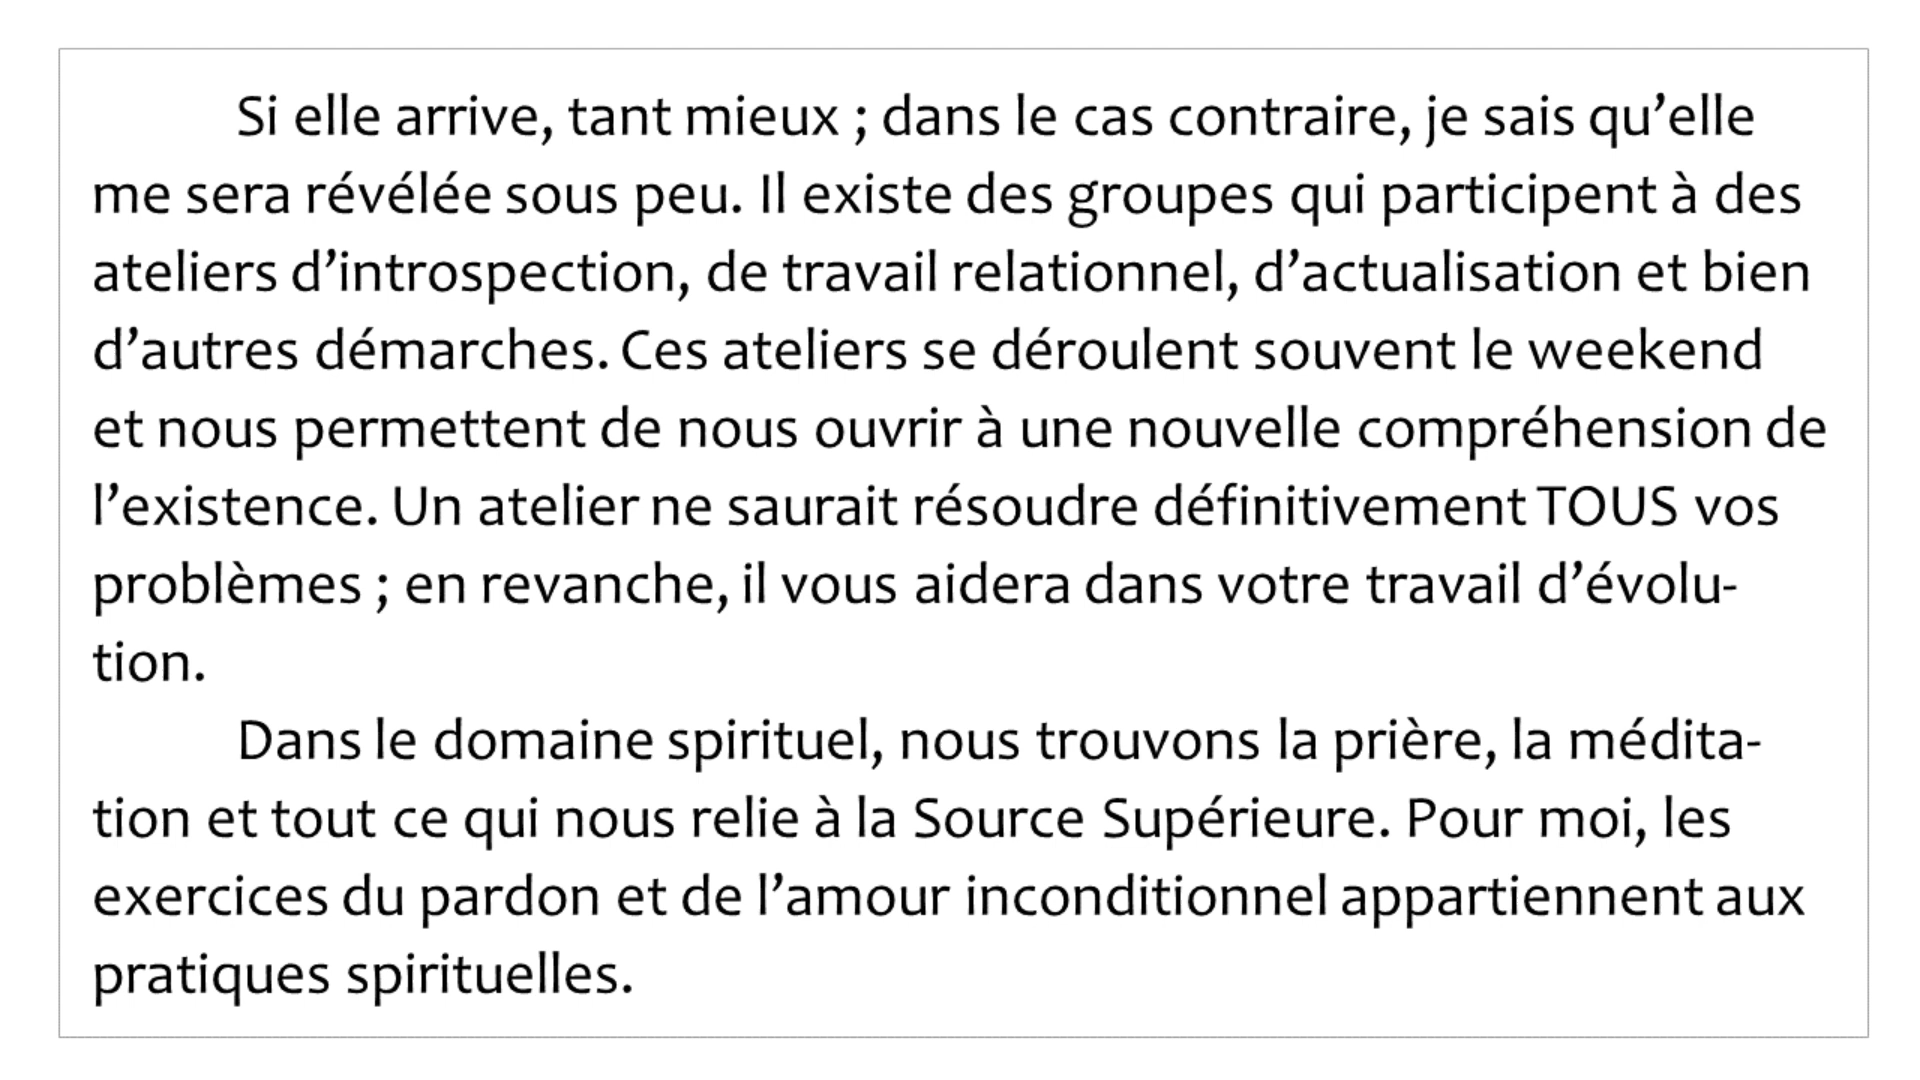 Si elle arrive, tant mieux ; dans le cas contraire, je sais qu’elle
me sera révélée sous peu. Il existe des groupes qui participent à des
ateliers d’introspection, de travail relationnel, d’actualisation et bien
d’autres démarches. Ces ateliers se déroulent souvent le weekend
et nous permettent de nous ouvrir à une nouvelle compréhension de
l’existence. Un atelier ne saurait résoudre définitivement TOUS vos
problèmes ; en revanche, il vous aidera dans votre travail d’évolu-
tion.
Dans le domaine spirituel, nous trouvons la prière, la médita-
tion et tout ce qui nous relie à la Source Supérieure. Pour moi, les
exercices du pardon et de l’amour inconditionnel appartiennent aux
pratiques spirituelles.